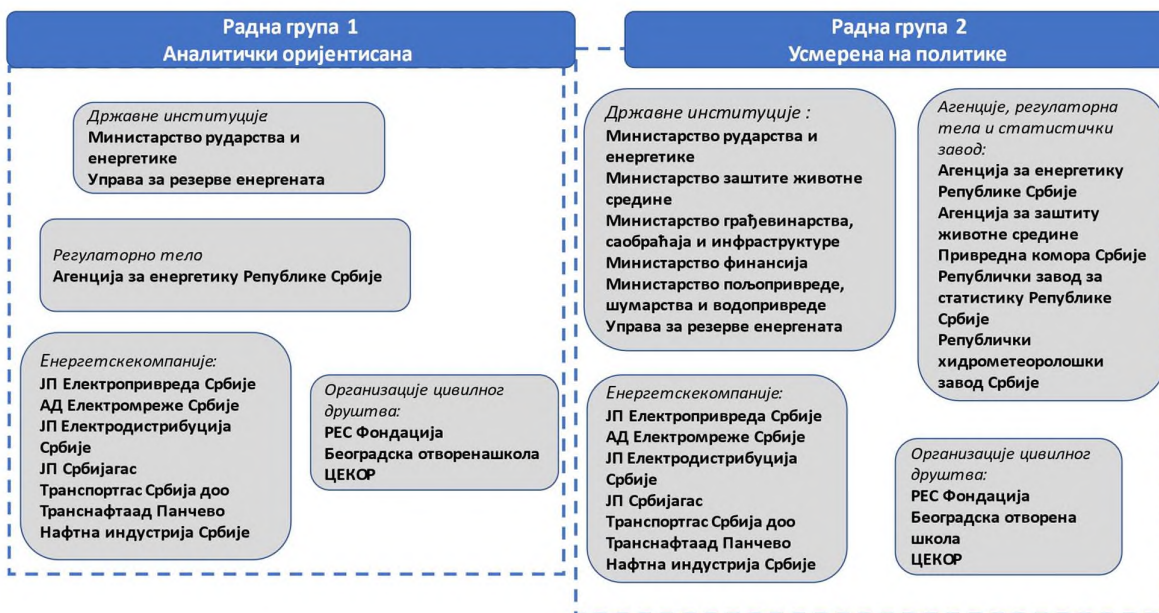 Радна група 1
Аналитички оријентисана
Државне институције
Министарство рударства и
енергетике
Управа за резерве енергената
Регулаторно тело
Агенција за енергетику Републике Србије
Енергетскекомпаније:
ЈП Електропривреда Србије
АД Електромреже Србије
ЈП Електродистрибуција
Србије
ЈП Србијагас
Транспортгас Србија доо
Транснафтаад Панчево
Нафтна индустрија Србије
Организације цивилног
друштва:
РЕС Фондација
Београдска отворенашкола
ЦЕКОР
Радна група 2
Усмерена на политике
Државне институције :
Министарство рударства и
енергетике
Министарство заштите животне
средине
Министарство грађевинарства,
саобраћаја и инфраструктуре
Министарство финансија
Министарство пољопривреде,
шумарства и водопривреде
Управа за резерве енергената
Агенције, регулаторна
тела и статистички
завод:
Агенција за енергетику
Републике Србије
Агенција за заштиту
животне средине
Привредна комора Србије
Републички завод за
статистику Републике
Србије
Републички
хидрометеоролошки
завод Србије
Енергетскекомпаније:
ЈП Електропривреда Србије
АД Електромреже Србије
ЈП Електродистрибуција
Србије
ЈП Србијагас
Транспортгас Србија доо
Транснафтаад Панчево
Нафтна индустрија Србије
Организације цивилног
друштва:
РЕС Фондација
Београдска отворена
школа
ЦЕКОР